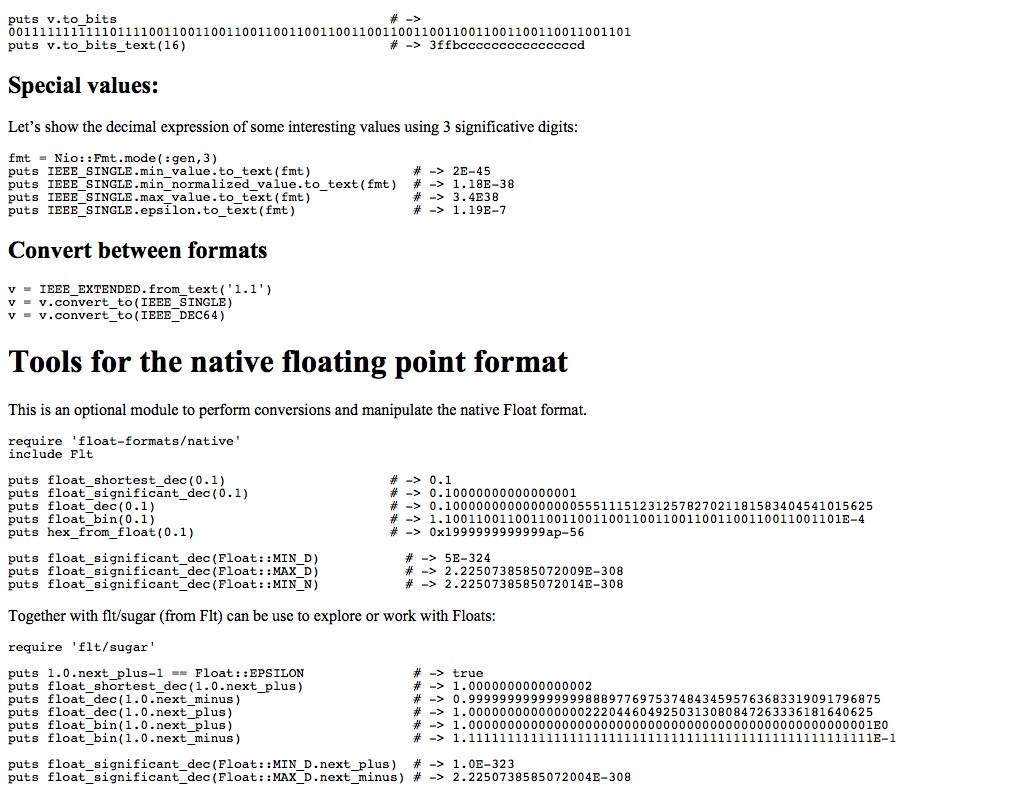 puts v.to_bits # ->
0011111111111011110011001100110011001100110011001100110011001100110011001101
puts v.to_bits_text(16) # -> 3ffbccccccccccccccd
Special values:
Let’s show the decimal expression of some interesting values using 3 significative digits:
fmt = Nio::Fmt.mode(:gen,3)
puts IEEE_SINGLE.min_value.to_text(fmt) # -> 2E-45
puts IEEE_SINGLE.min_normalized_value.to_text(fmt) # -> 1.18E-38
puts IEEE_SINGLE.max_value.to_text(fmt) # -> 3.4E38
puts IEEE_SINGLE.epsilon.to_text(fmt) # -> 1.19E-7
Convert between formats
v = IEEE_EXTENDED.from_text('1.1')
v = v.convert_to(IEEE_SINGLE)
v = v.convert_to(IEEE_DEC64)
Tools for the native floating point format
This is an optional module to perform conversions and manipulate the native Float format.
require 'float-formats/native'
include Flt
puts float_shortest_dec(0.1) # -> 0.1
puts float_significant_dec(0.1) # -> 0.10000000000000001
puts float_dec(0.1) # -> 0.1000000000000000055511151231257827021181583404541015625
puts float_bin(0.1) # -> 1.1001100110011001100110011001100110011001100110011010E-4
puts hex_from_float(0.1) # -> 0x1999999999999ap-56
puts float_significant_dec(Float::MIN_D) # -> 5E-324
puts float_significant_dec(Float::MAX_D) # -> 2.2250738585072009E-308
puts float_significant_dec(Float::MIN_N) # -> 2.2250738585072014E-308
Together with flt/sugar (from Flt) can be use to explore or work with Floats:
require 'flt/sugar'
puts 1.0.next_plus-1 == Float::EPSILON # -> true
puts float_shortest_dec(1.0.next_plus) # -> 1.0000000000000002
puts float_dec(1.0.next_minus) # -> 0.99999999999999988897769753748434595763683319091796875
puts float_dec(1.0.next_plus) # -> 1.0000000000000002220446049250313080847263336181640625
puts float_bin(1.0.next_plus) # -> 1.0000000000000000000000000000000000000000000000000001E0
puts float_bin(1.0.next_minus) # -> 1.1111111111111111111111111111111111111111111111111111E-1
puts float_significant_dec(Float::MIN_D.next_plus) # -> 1.0E-323
puts float_significant_dec(Float::MAX_D.next_minus) # -> 2.2250738585072004E-308